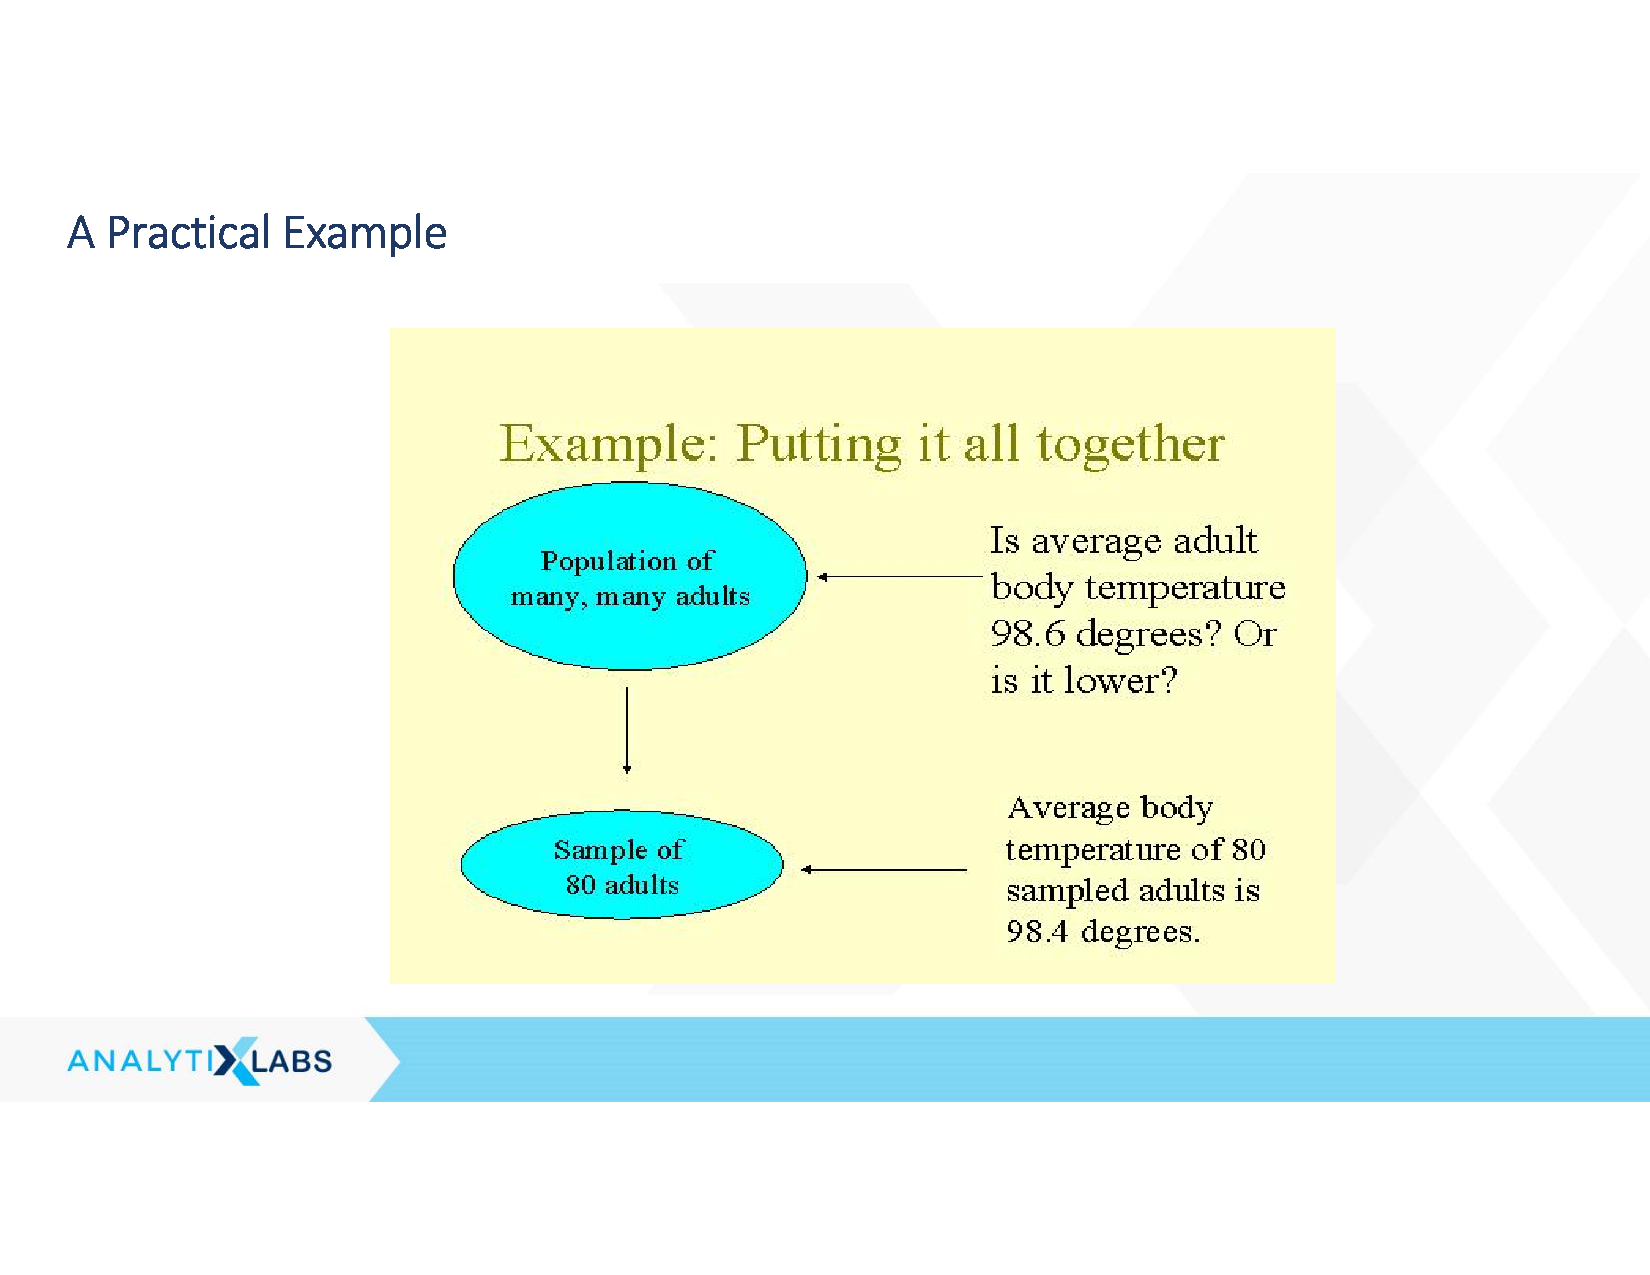 A Practical Example
Example: Putting it all together
Population of
many, many adults
Is average adult
body temperature
98.6 degrees? Or
is it lower?
Sample of
80 adults
Average body
temperature of 80
sampled adults is
98.4 degrees.
ANALYTIXLABS